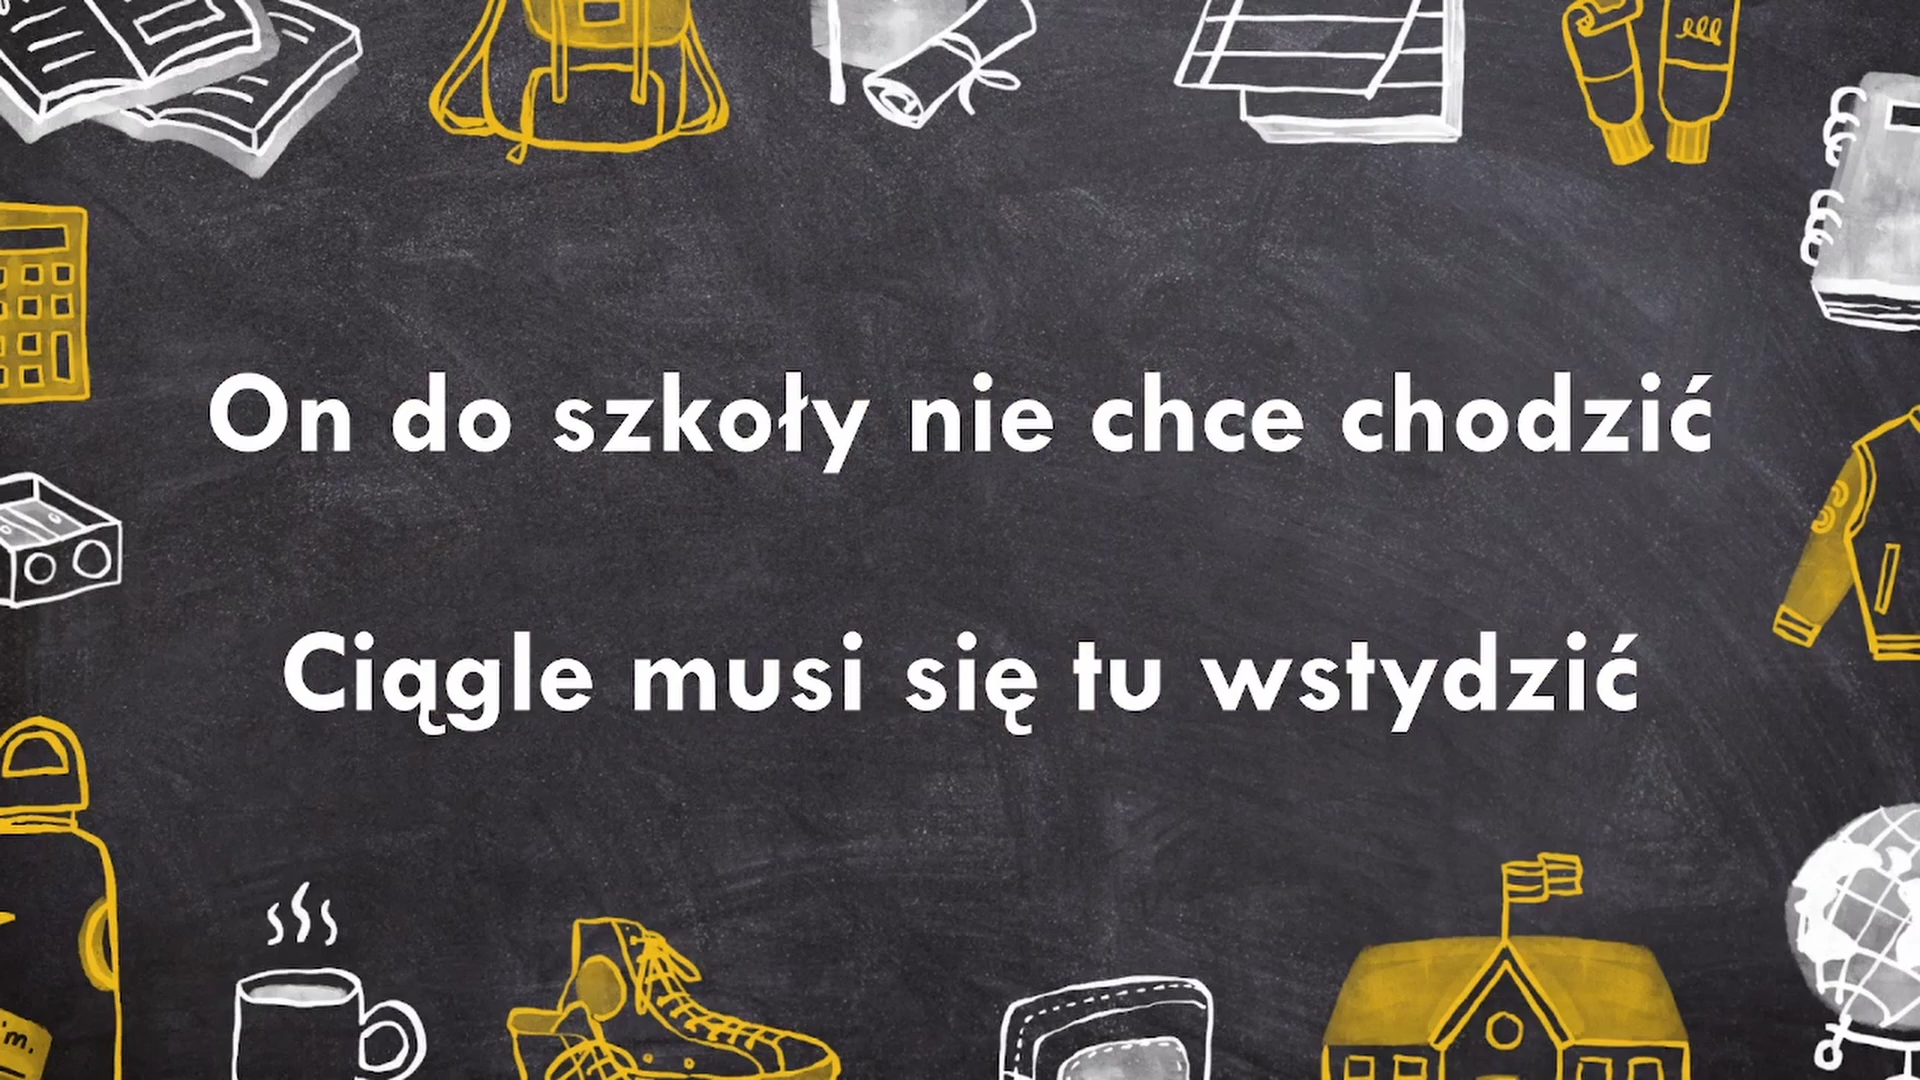 On do szkoły nie chce chodzić
Ciągle musi się tu wstydzić